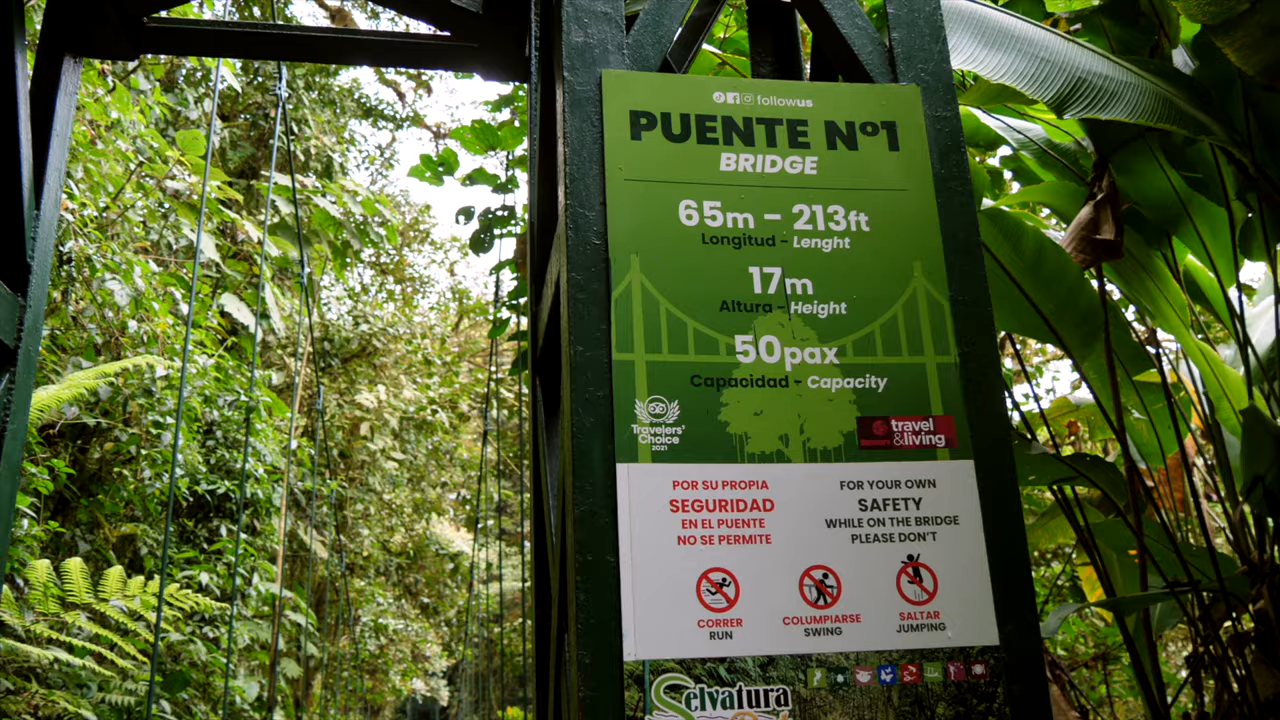 followus
PUENTE Nº1
BRIDGE
65m - 213ft
Longitud - Lenght
17m
Altura - Height
50pax
Capacidad - Capacity
Travelers'
Choice
2021
travel
&living
POR SU PROPIA
SEGURIDAD
EN EL PUENTE
NO SE PERMITE
FOR YOUR OWN
SAFETY
WHILE ON THE BRIDGE
PLEASE DON'T
CORRER
RUN
COLUMPIARSE
SWING
SALTAR
JUMPING
Selvatura